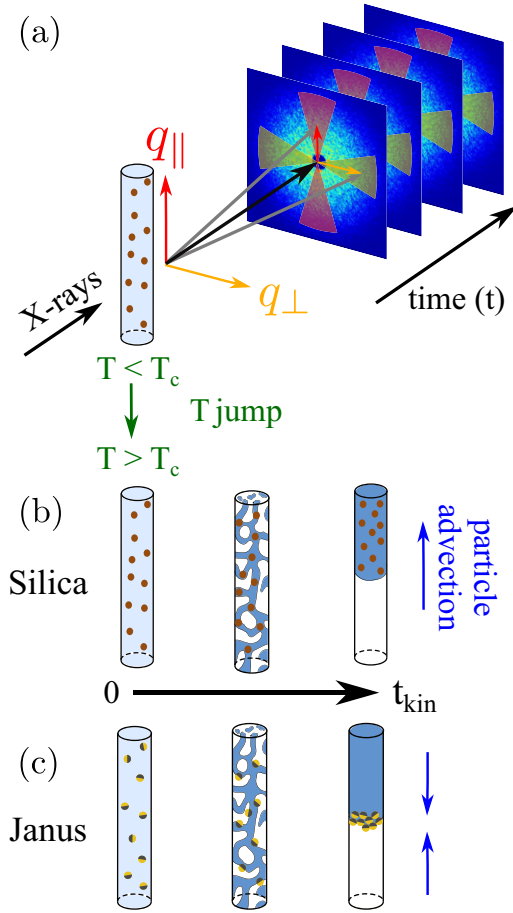 (a)
q∥
q⊥
X-rays
time (t)
T < Tc
T jump
T > Tc
(b)
Silica
particle
advection
0
tkin
(c)
Janus